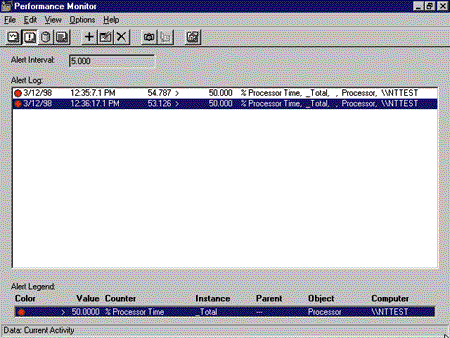 Performance Monitor
File Edit View Options Help
Alert Interval: 5.000
Alert Log:
3/12/98 12:35:7.1 PM 54.787 > 50.000 % Processor Time, _Total, , Processor, \\NTTEST
3/12/98 12:36:17.1 PM 53.126 > 50.000 % Processor Time, _Total, , Processor, \\NTTEST
Alert Legend:
Color Value Counter Instance Parent Object Computer
> 50.0000 % Processor Time _Total --- Processor \\NTTEST
Data: Current Activity